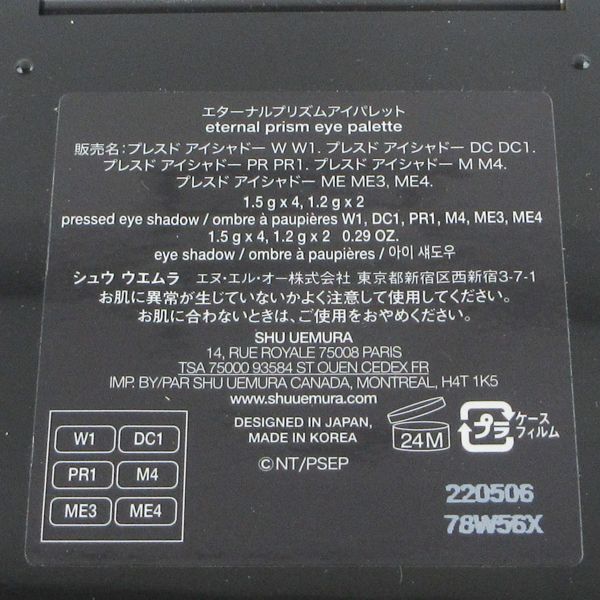 エターナルプリズムアイパレット
eternal prism eye palette
販売名：プレスド アイシャドー W W1. プレスド アイシャドー DC DC1.
プレスド アイシャドー PR PR1. プレスド アイシャドー M M4.
プレスド アイシャドー ME ME3, ME4.
1.5 g x 4, 1.2 g x 2
pressed eye shadow / ombre à paupières W1, DC1, PR1, M4, ME3, ME4
1.5 g x 4, 1.2 g x 2 0.29 OZ.
eye shadow / ombre à paupières / 아이 섀도우
シュウ ウエムラ エヌ・エル・オー株式会社 東京都新宿区西新宿3-7-1
お肌に異常が生じていないかよく注意して使用してください。
お肌に合わないときは、ご使用をおやめください。
SHU UEMURA
14, RUE ROYALE 75008 PARIS
TSA 75000 93584 ST OUEN CEDEX FR
IMP. BY/PAR SHU UEMURA CANADA, MONTREAL, H4T 1K5
www.shuuemura.com
DESIGNED IN JAPAN,
MADE IN KOREA
©NT/PSEP
24M
プラ
ケース
フィルム
W1 DC1
PR1 M4
ME3 ME4
220506
78W56X